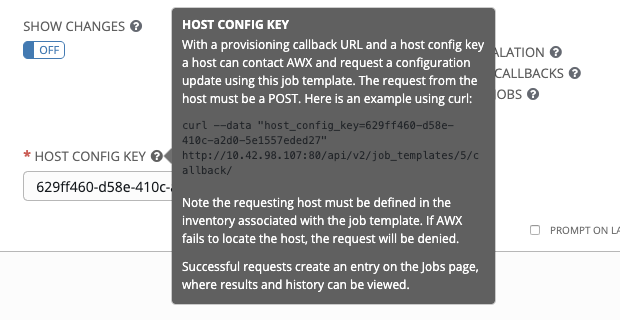 SHOW CHANGES
OFF
HOST CONFIG KEY
With a provisioning callback URL and a host config key
a host can contact AWX and request a configuration
update using this job template. The request from the
host must be a POST. Here is an example using curl:
curl --data "host_config_key=629ff460-d58e-
410c-a2d0-5e1557eded27"
http://10.42.98.107:80/api/v2/job_templates/5/c
allback/
Note the requesting host must be defined in the
inventory associated with the job template. If AWX
fails to locate the host, the request will be denied.
Successful requests create an entry on the Jobs page,
where results and history can be viewed.
ALATION
CALLBACKS
OBS
* HOST CONFIG KEY
629ff460-d58e-410c-
PROMPT ON LA